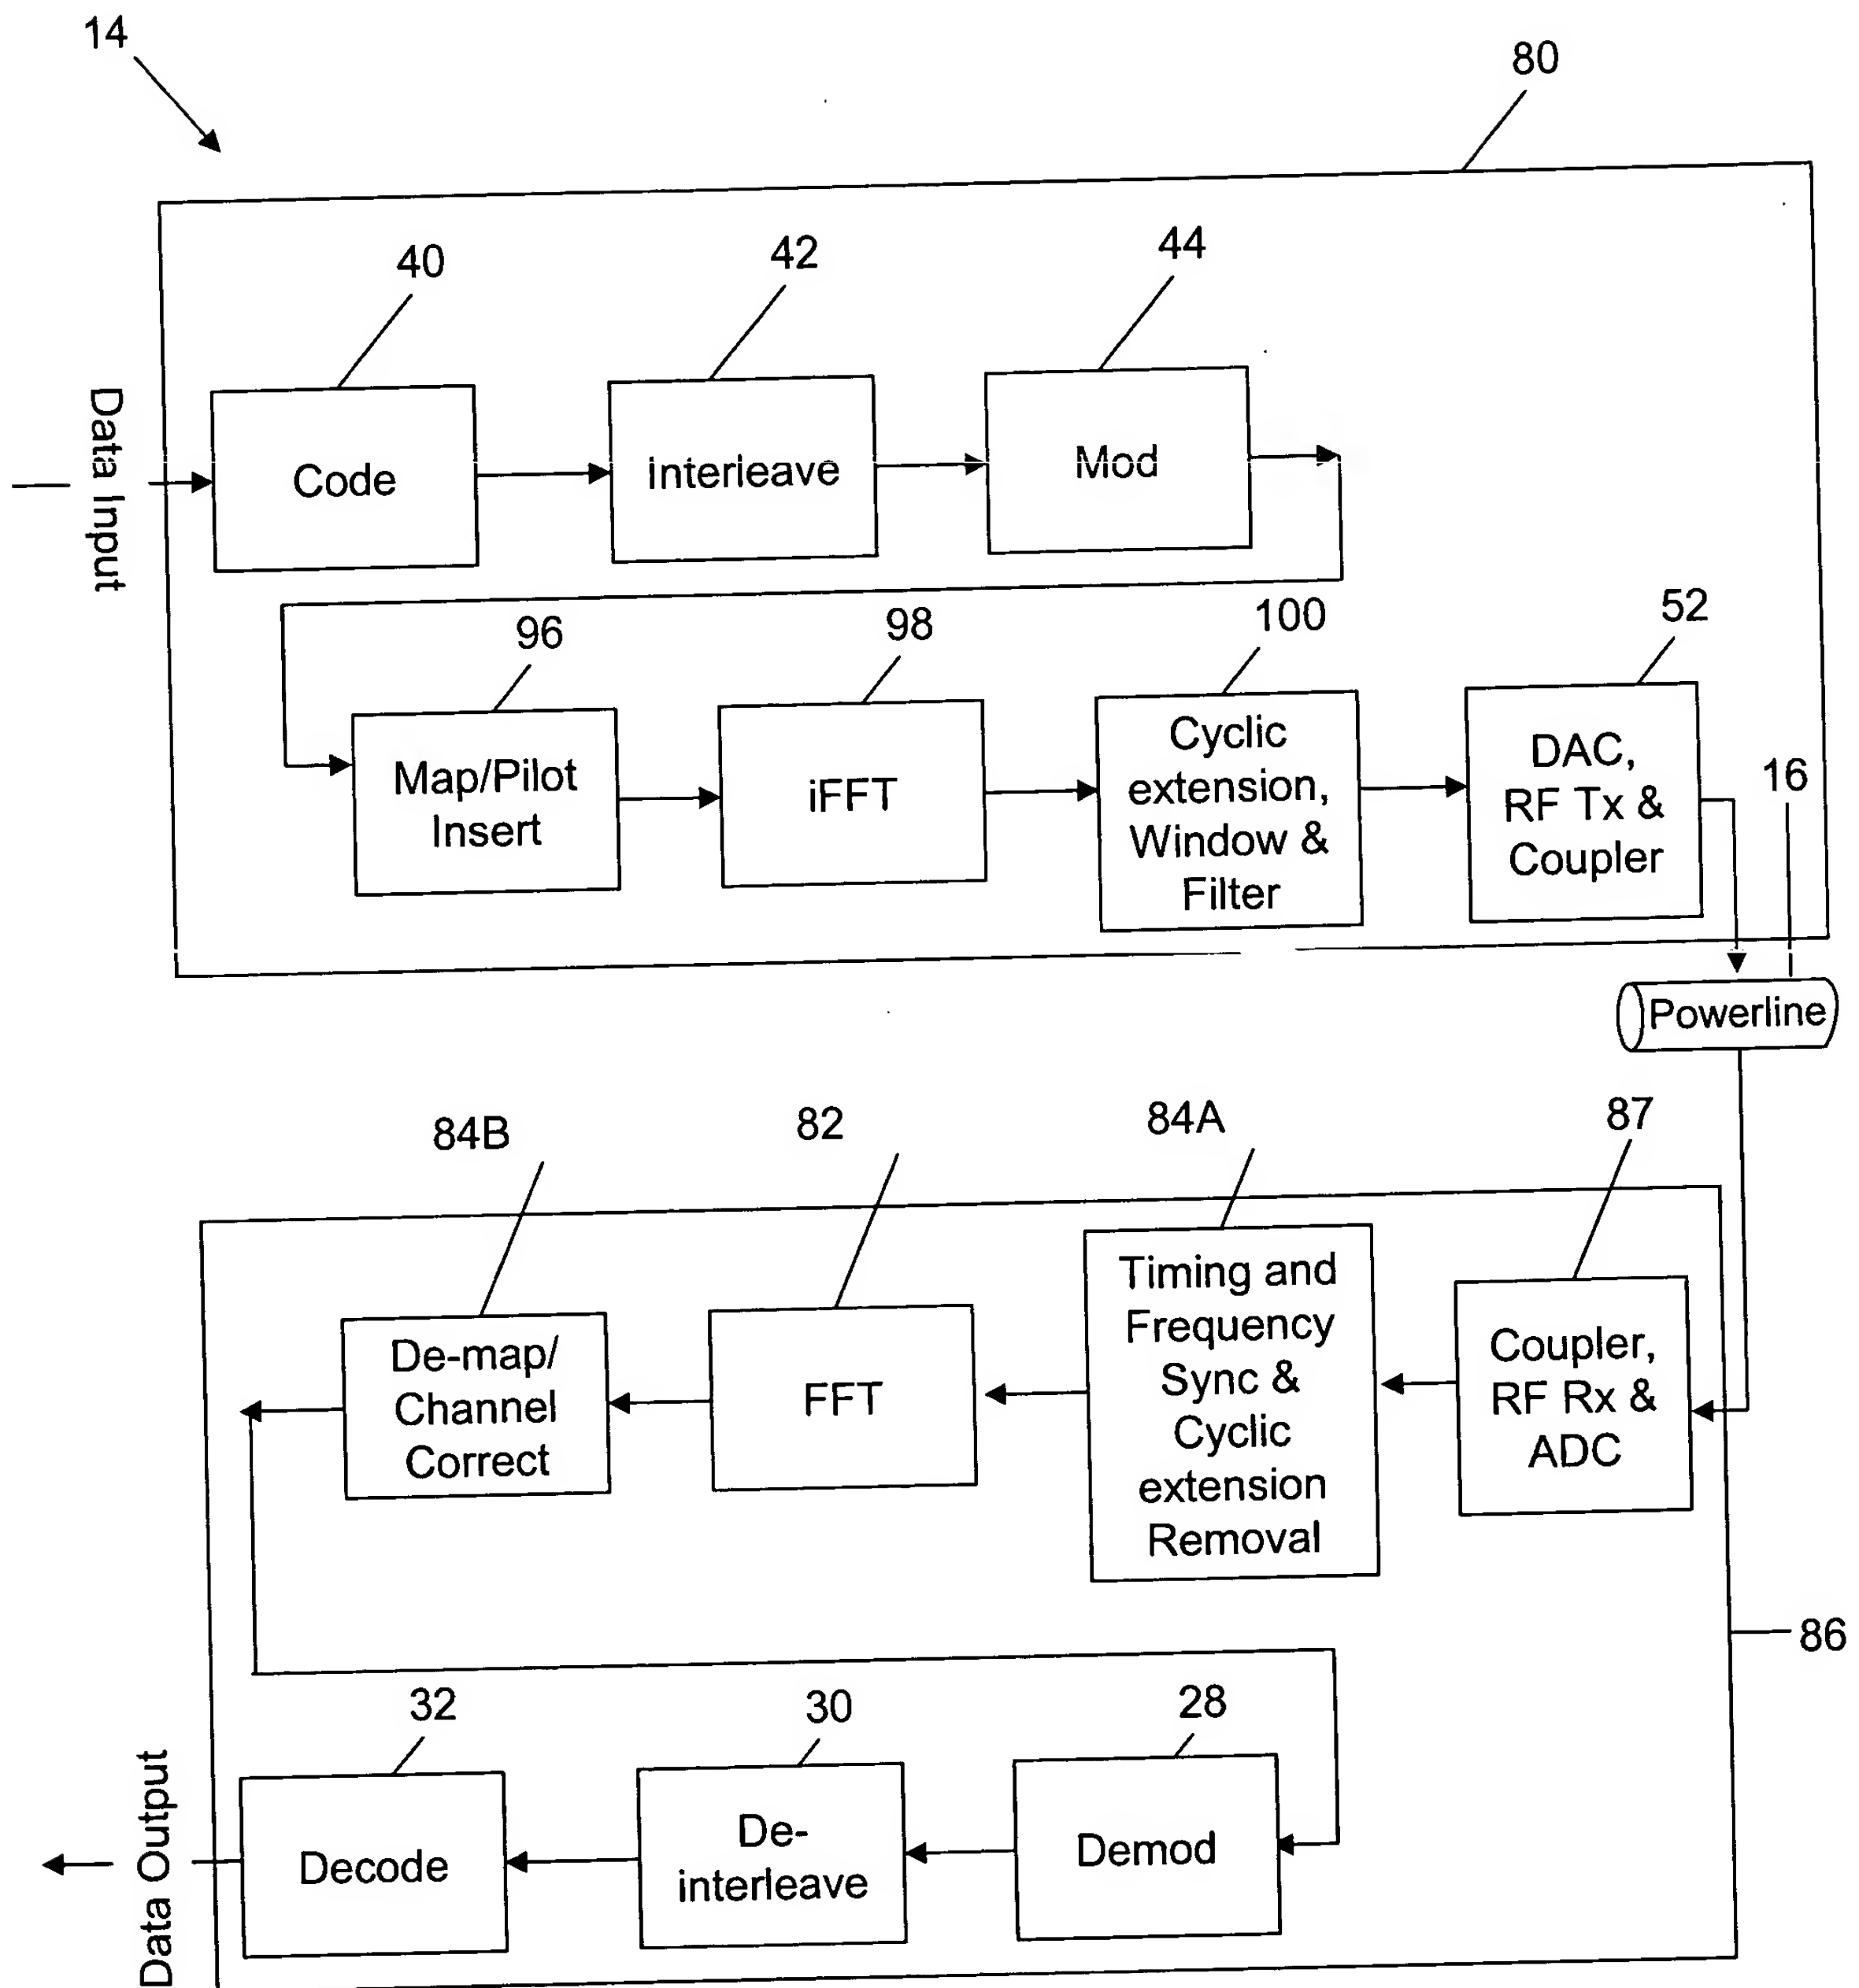 14
80
40
42
44
Data Input
Code
interleave
Mod
96
98
100
52
16
Map/Pilot
Insert
iFFT
Cyclic
extension,
Window &
Filter
DAC,
RF Tx &
Coupler
Powerline
84B
82
84A
87
De-map/
Channel
Correct
FFT
Timing and
Frequency
Sync &
Cyclic
extension
Removal
Coupler,
RF Rx &
ADC
86
32
30
28
Data Output
Decode
De-
interleave
Demod